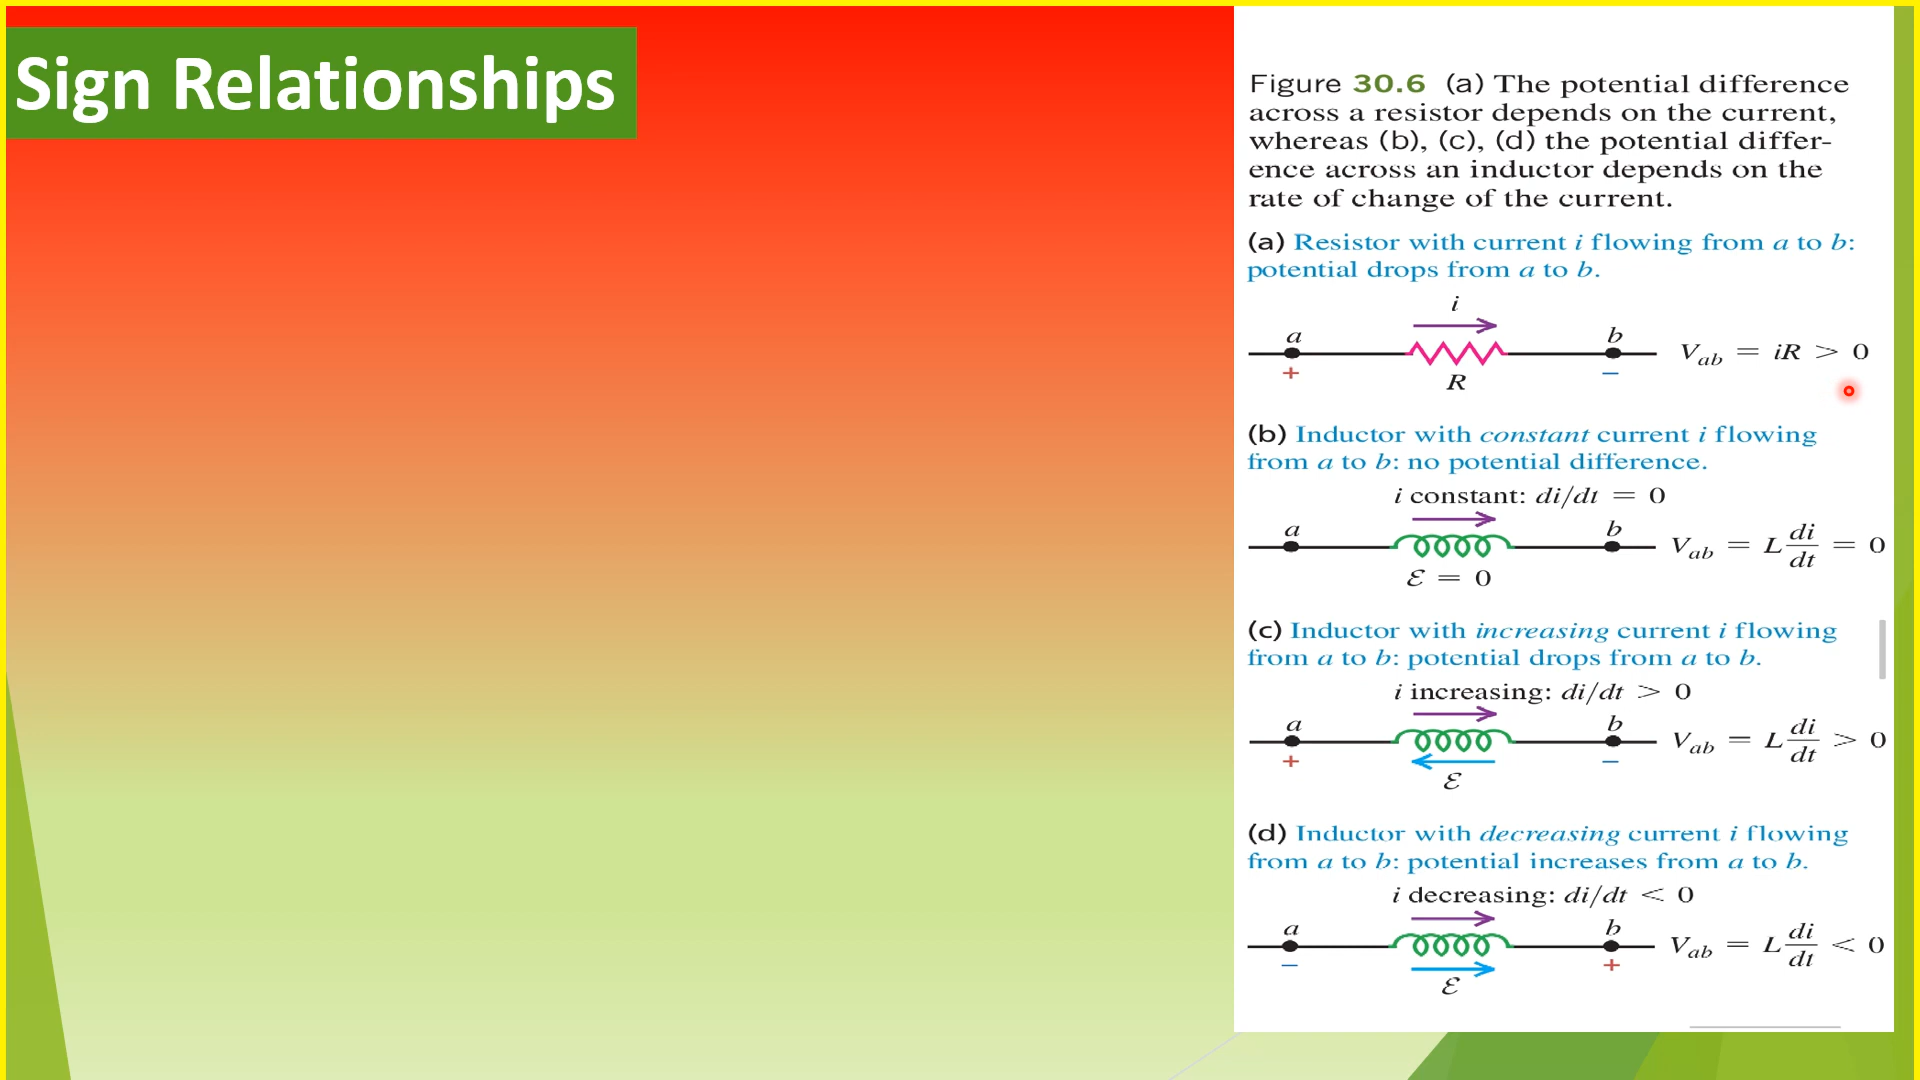 Sign Relationships
Figure 30.6 (a) The potential difference
across a resistor depends on the current,
whereas (b), (c), (d) the potential differ-
ence across an inductor depends on the
rate of change of the current.
(a) Resistor with current i flowing from a to b:
potential drops from a to b.
i
a
b
V_ab = iR > 0
+
R
−
(b) Inductor with constant current i flowing
from a to b: no potential difference.
i constant: di/dt = 0
a
b
V_ab = L di/dt = 0
ℰ = 0
(c) Inductor with increasing current i flowing
from a to b: potential drops from a to b.
i increasing: di/dt > 0
a
b
V_ab = L di/dt > 0
+
−
ℰ
(d) Inductor with decreasing current i flowing
from a to b: potential increases from a to b.
i decreasing: di/dt < 0
a
b
V_ab = L di/dt < 0
−
+
ℰ